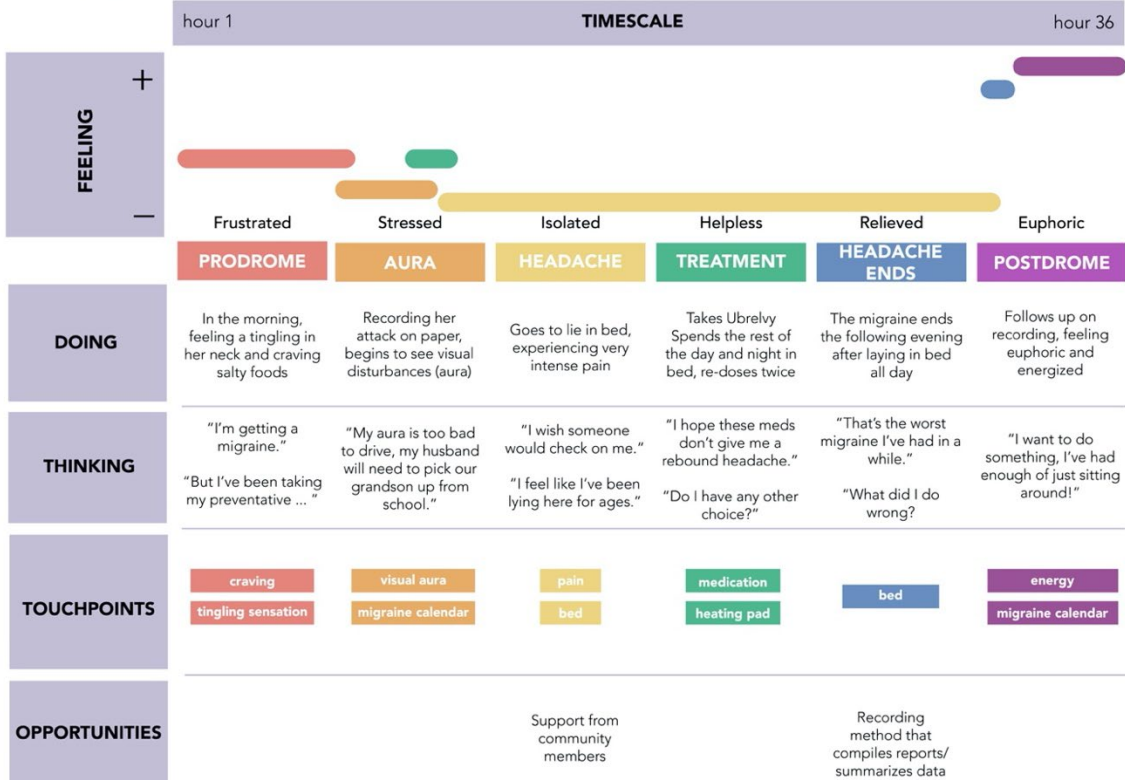 hour 1
TIMESCALE
hour 36
FEELING
+
–
Frustrated
Stressed
Isolated
Helpless
Relieved
Euphoric
PRODROME
AURA
HEADACHE
TREATMENT
HEADACHE
ENDS
POSTDROME
DOING
In the morning,
feeling a tingling in
her neck and craving
salty foods
Recording her
attack on paper,
begins to see visual
disturbances (aura)
Goes to lie in bed,
experiencing very
intense pain
Takes Ubrelvy
Spends the rest of
the day and night in
bed, re-doses twice
The migraine ends
the following evening
after laying in bed
all day
Follows up on
recording, feeling
euphoric and
energized
THINKING
“I’m getting a
migraine.”
“But I’ve been taking
my preventative ... “
“My aura is too bad
to drive, my husband
will need to pick our
grandson up from
school.”
“I wish someone
would check on me.”
“I feel like I’ve been
lying here for ages.”
“I hope these meds
don’t give me a
rebound headache.”
“Do I have any other
choice?”
“That’s the worst
migraine I’ve had in a
while.”
“What did I do
wrong?
“I want to do
something, I’ve had
enough of just sitting
around!”
TOUCHPOINTS
craving
tingling sensation
visual aura
migraine calendar
pain
bed
medication
heating pad
bed
energy
migraine calendar
OPPORTUNITIES
Support from
community
members
Recording
method that
compiles reports/
summarizes data